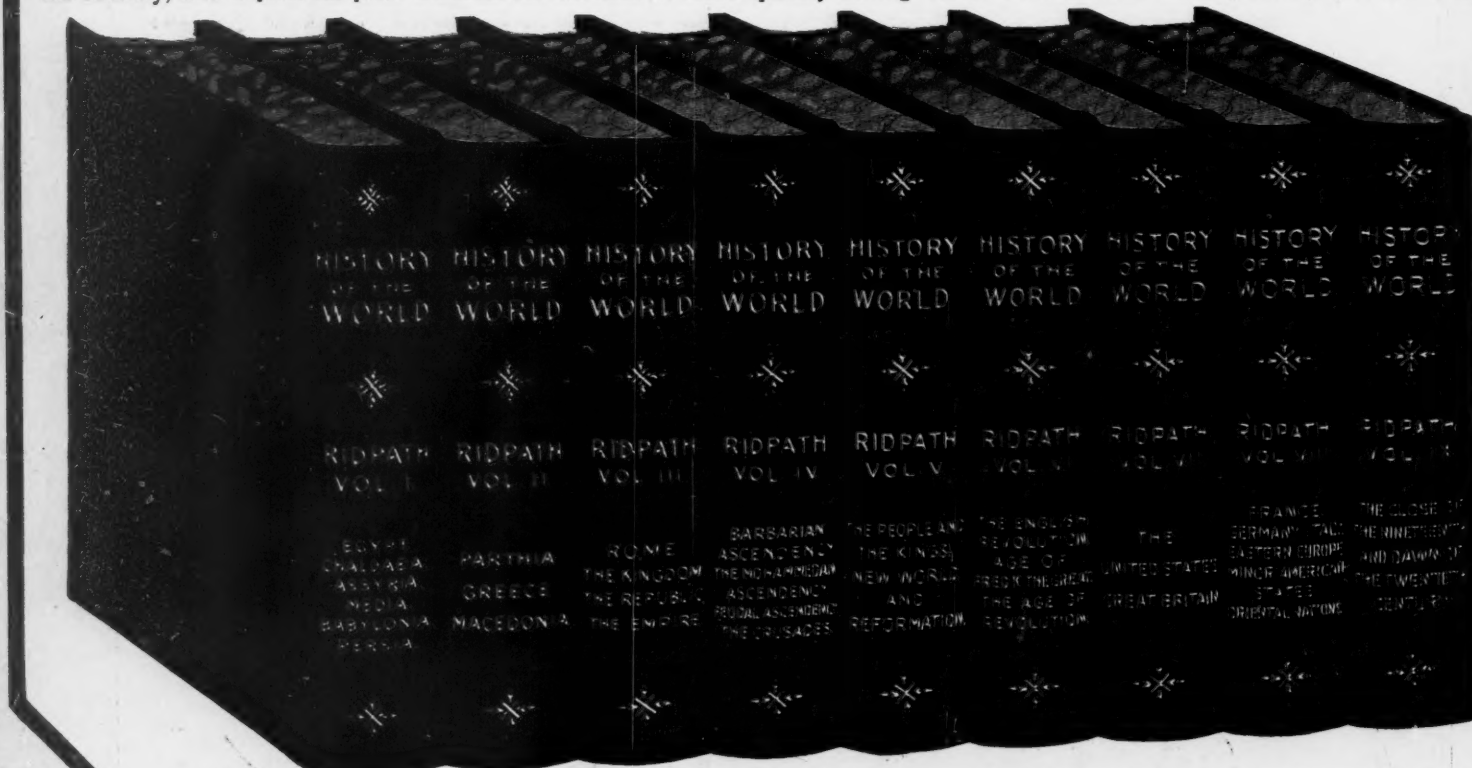 HISTORY
OF THE
WORLD
RIDPATH
VOL I
EGYPT
CHALDAEA
ASSYRIA
MEDIA
BABYLONIA
PERSIA
HISTORY
OF THE
WORLD
RIDPATH
VOL II
PARTHIA
GREECE
MACEDONIA
HISTORY
OF THE
WORLD
RIDPATH
VOL III
ROME
THE KINGDOM
THE REPUBLIC
THE EMPIRE
HISTORY
OF THE
WORLD
RIDPATH
VOL IV
BARBARIAN
ASCENDENCY
THE MOHAMMEDAN
ASCENDENCY
FEUDAL ASCENDENCY
THE CRUSADES
HISTORY
OF THE
WORLD
RIDPATH
VOL V
THE PEOPLE AND
THE KINGS
NEW WORLD
AND
REFORMATION
HISTORY
OF THE
WORLD
RIDPATH
VOL VI
THE ENGLISH
REVOLUTION
AGE OF
FRED'K THE GREAT
THE AGE OF
REVOLUTION
HISTORY
OF THE
WORLD
RIDPATH
VOL VII
THE
UNITED STATES
GREAT BRITAIN
HISTORY
OF THE
WORLD
RIDPATH
VOL VIII
FRANCE
GERMANY ITALY
EASTERN EUROPE
MINOR AMERICAN
STATES
ORIENTAL NATIONS
HISTORY
OF THE
WORLD
RIDPATH
VOL IX
THE CLOSE OF
THE NINETEENTH
AND DAWN OF
THE TWENTIETH
CENTURY